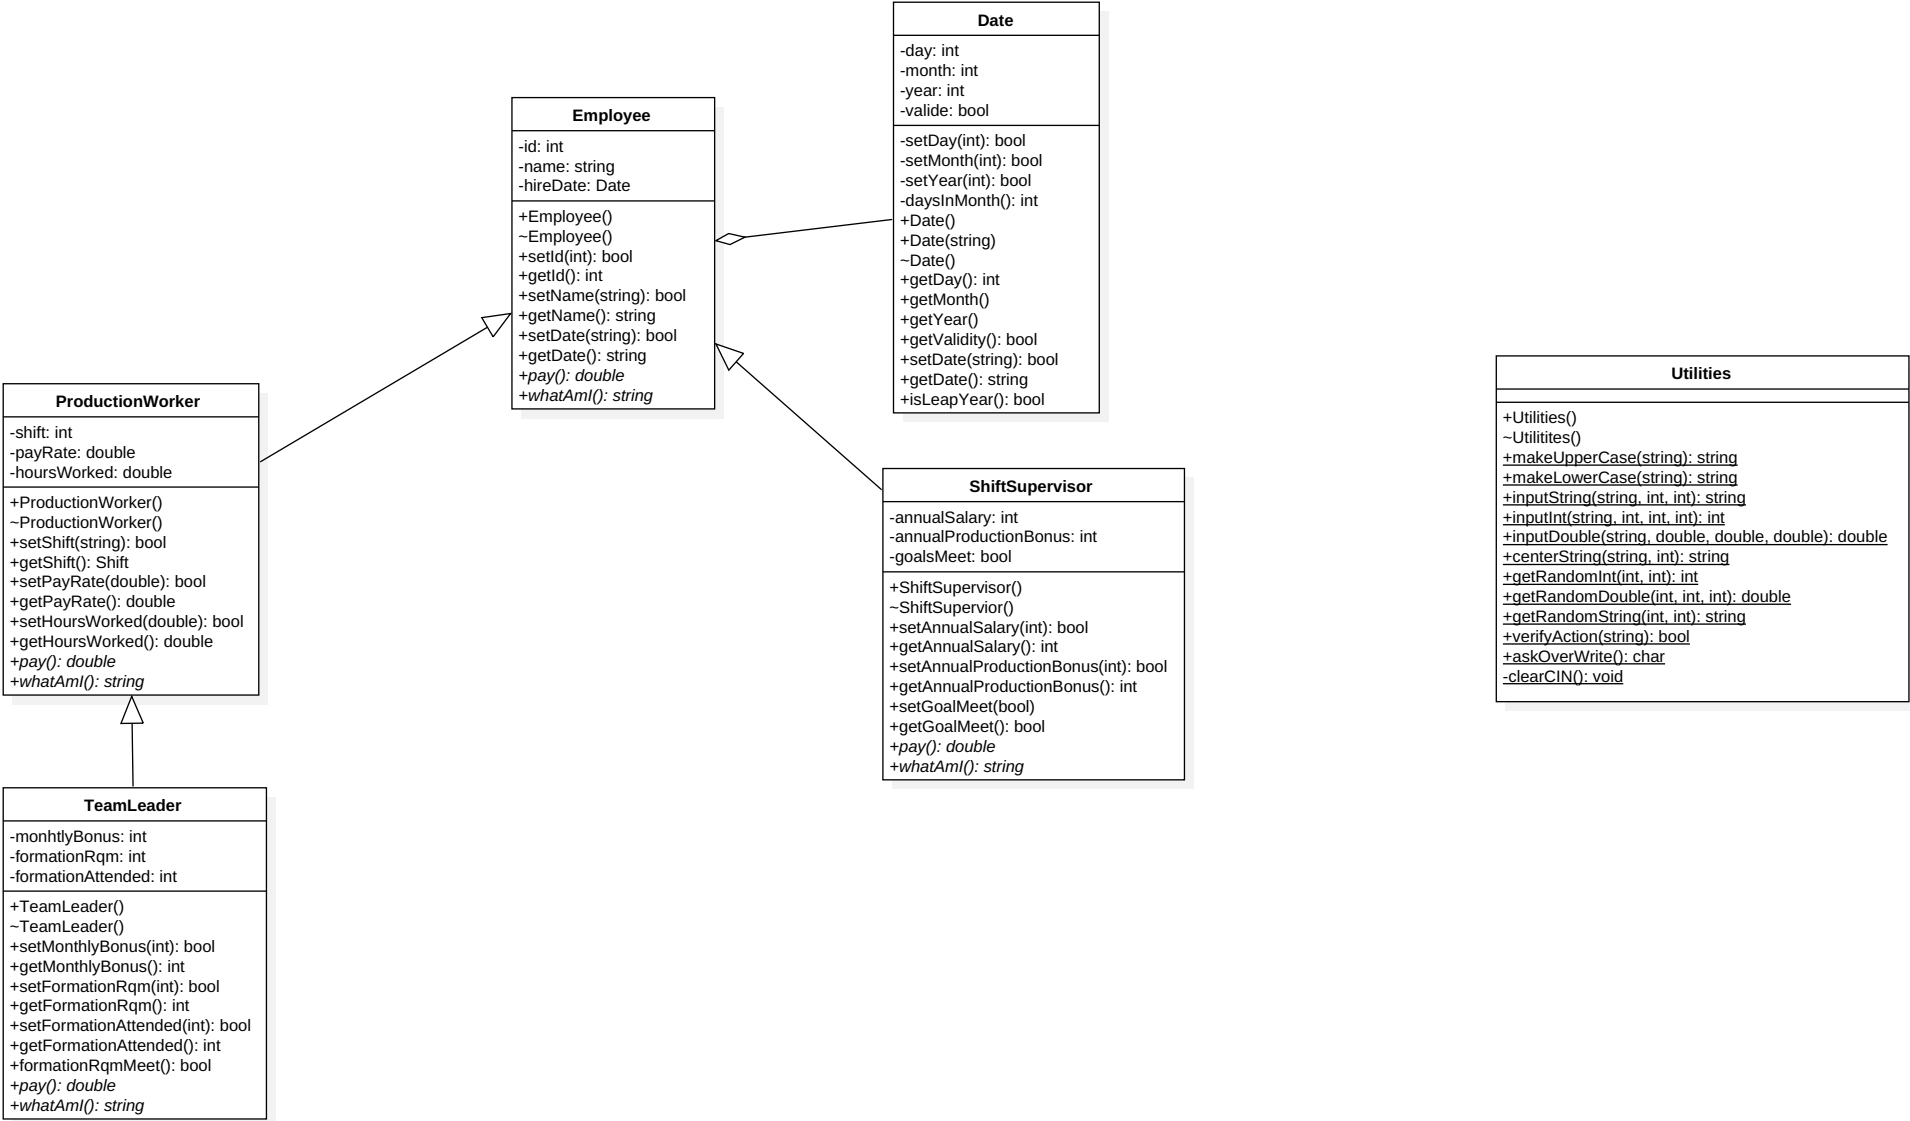 Date
-day: int
-month: int
-year: int
-valide: bool
-setDay(int): bool
-setMonth(int): bool
-setYear(int): bool
-daysInMonth(): int
+Date()
+Date(string)
~Date()
+getDay(): int
+getMonth()
+getYear()
+getValidity(): bool
+setDate(string): bool
+getDate(): string
+isLeapYear(): bool
Employee
-id: int
-name: string
-hireDate: Date
+Employee()
~Employee()
+setId(int): bool
+getId(): int
+setName(string): bool
+getName(): string
+setDate(string): bool
+getDate(): string
+pay(): double
+whatAmI(): string
Utilities
+Utilities()
~Utilitites()
+makeUpperCase(string): string
+makeLowerCase(string): string
+inputString(string, int, int): string
+inputInt(string, int, int, int): int
+inputDouble(string, double, double, double): double
+centerString(string, int): string
+getRandomInt(int, int): int
+getRandomDouble(int, int, int): double
+getRandomString(int, int): string
+verifyAction(string): bool
+askOverWrite(): char
-clearCIN(): void
ProductionWorker
-shift: int
-payRate: double
-hoursWorked: double
+ProductionWorker()
~ProductionWorker()
+setShift(string): bool
+getShift(): Shift
+setPayRate(double): bool
+getPayRate(): double
+setHoursWorked(double): bool
+getHoursWorked(): double
+pay(): double
+whatAmI(): string
ShiftSupervisor
-annualSalary: int
-annualProductionBonus: int
-goalsMeet: bool
+ShiftSupervisor()
~ShiftSupervior()
+setAnnualSalary(int): bool
+getAnnualSalary(): int
+setAnnualProductionBonus(int): bool
+getAnnualProductionBonus(): int
+setGoalMeet(bool)
+getGoalMeet(): bool
+pay(): double
+whatAmI(): string
TeamLeader
-monhtlyBonus: int
-formationRqm: int
-formationAttended: int
+TeamLeader()
~TeamLeader()
+setMonthlyBonus(int): bool
+getMonthlyBonus(): int
+setFormationRqm(int): bool
+getFormationRqm(): int
+setFormationAttended(int): bool
+getFormationAttended(): int
+formationRqmMeet(): bool
+pay(): double
+whatAmI(): string